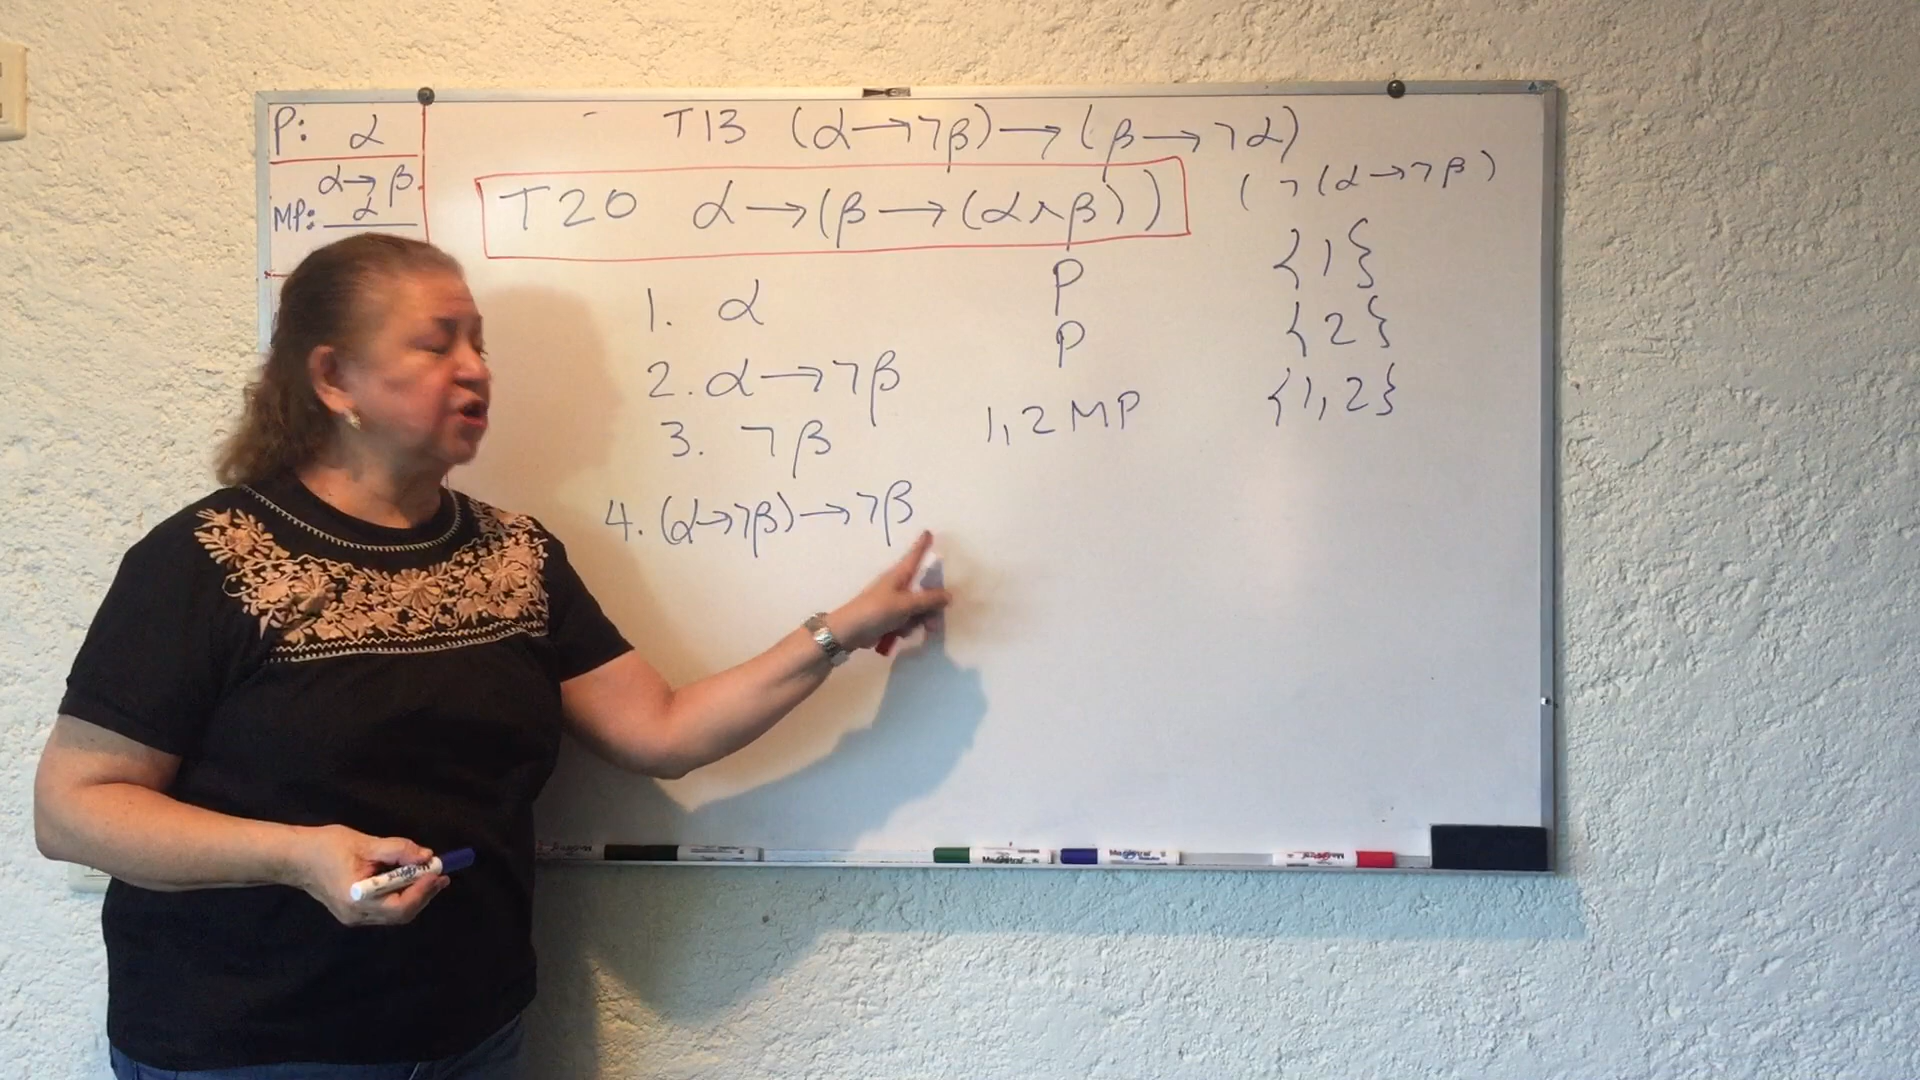 P: α
α→β
MP: α
T13 (α→¬β)→(β→¬α)
T20 α→(β→(α∧β))
(¬(α→¬β)
1. α P {1}
2. α→¬β P {2}
3. ¬β 1,2 MP {1,2}
4. (α→¬β)→¬β